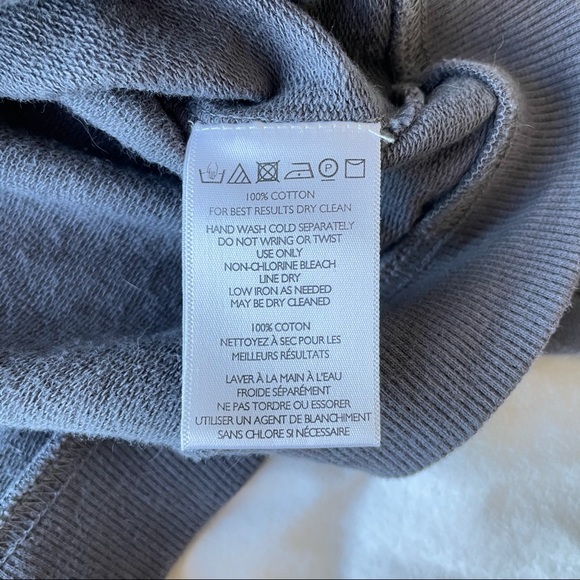 100% COTTON
FOR BEST RESULTS DRY CLEAN
HAND WASH COLD SEPARATELY
DO NOT WRING OR TWIST
USE ONLY
NON-CHLORINE BLEACH
LINE DRY
LOW IRON AS NEEDED
MAY BE DRY CLEANED
100% COTON
NETTOYEZ À SEC POUR LES
MEILLEURS RÉSULTATS
LAVER À LA MAIN À L'EAU
FROIDE SÉPARÉMENT
NE PAS TORDRE OU ESSORER
UTILISER UN AGENT DE BLANCHIMENT
SANS CHLORE SI NÉCESSAIRE